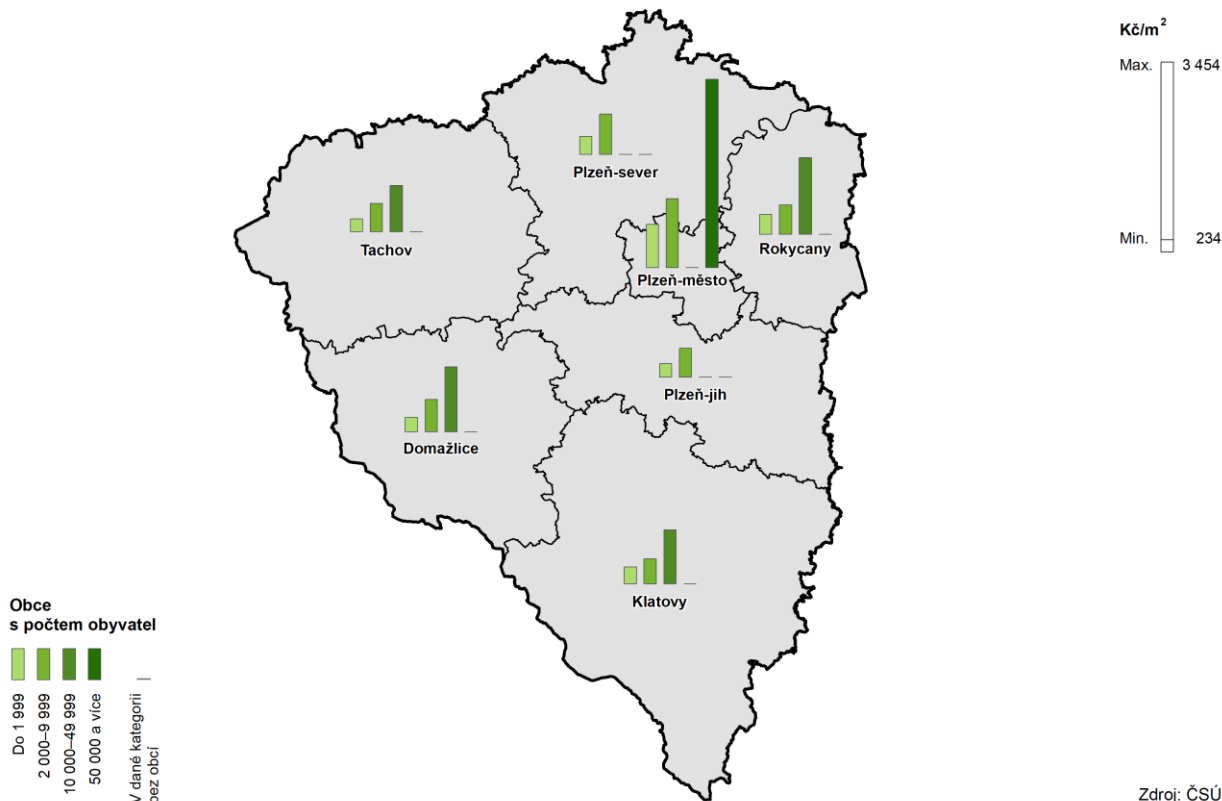 Kč/m²
Max. 3 454
Min. 234
Plzeň-sever
Tachov
Rokycany
Plzeň-město
Plzeň-jih
Domažlice
Klatovy
Obce
s počtem obyvatel
Do 1 999
2 000–9 999
10 000–49 999
50 000 a více
V dané kategorii
bez obcí
Zdroj: ČSÚ